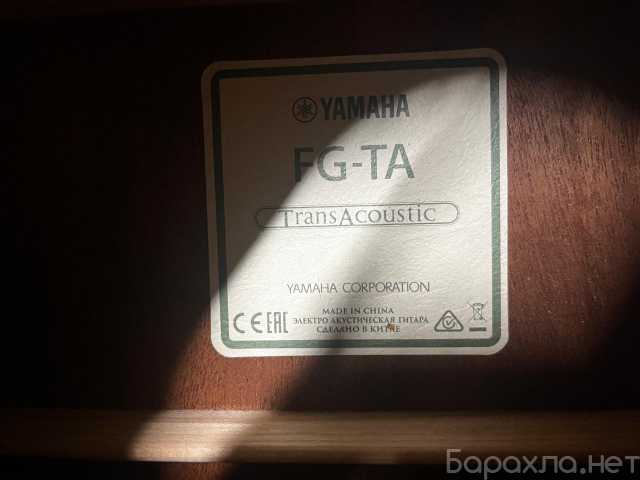 YAMAHA
FG-TA
TransAcoustic
YAMAHA CORPORATION
MADE IN CHINA
ЭЛЕКТРО АКУСТИЧЕСКАЯ ГИТАРА
СДЕЛАНО В КИТАЕ
CE EAC
Барахла.нет